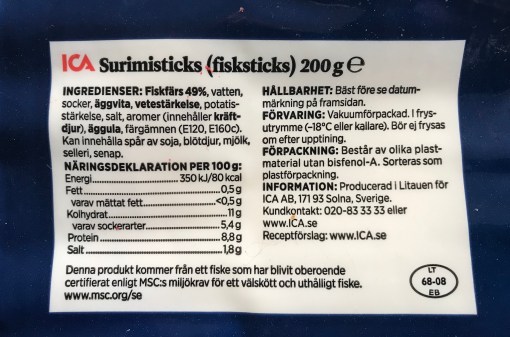 ICA Surimisticks (fisksticks) 200 g ℮
INGREDIENSER: Fiskfärs 49%, vatten,
socker, äggvita, vetestärkelse, potatis-
stärkelse, salt, aromer (innehåller kräft-
djur), äggula, färgämnen (E120, E160c).
Kan innehålla spår av soja, blötdjur, mjölk,
selleri, senap.
NÄRINGSDEKLARATION PER 100 g:
Energi 350 kJ/80 kcal
Fett 0,5 g
varav mättat fett <0,5 g
Kolhydrat 11 g
varav sockerarter 5,4 g
Protein 8,8 g
Salt 1,8 g
HÅLLBARHET: Bäst före se datum-
märkning på framsidan.
FÖRVARING: Vakuumförpackad. I frys-
utrymme (-18°C eller kallare). Bör ej frysas
om efter upptining.
FÖRPACKNING: Består av olika plast-
material utan bisfenol-A. Sorteras som
plastförpackning.
INFORMATION: Producerad i Litauen för
ICA AB, 171 93 Solna, Sverige.
Kundkontakt: 020-83 33 33 eller
www.ICA.se
Receptförslag: www.ICA.se
Denna produkt kommer från ett fiske som har blivit oberoende
certifierat enligt MSC:s miljökrav för ett välskött och uthålligt fiske.
www.msc.org/se
LT
68-08
EB